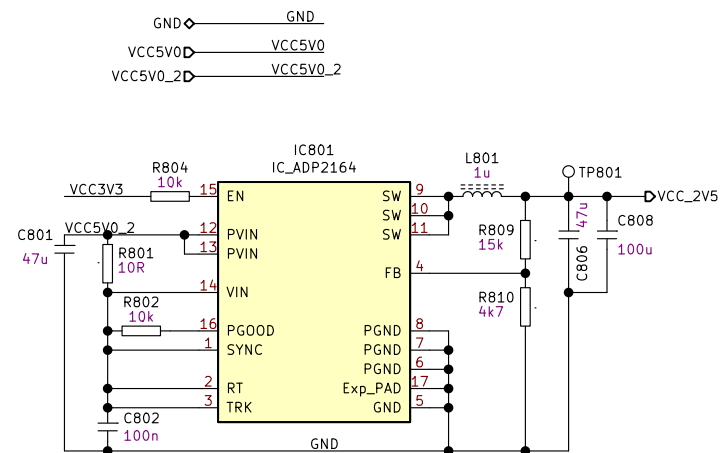 GND GND
VCC5V0 VCC5V0
VCC5V0_2 VCC5V0_2
IC801
IC_ADP2164
R804
10k
VCC3V3
15 EN
VCC5V0_2
C801
47u
R801
10R
12 PVIN
13 PVIN
14 VIN
R802
10k
16 PGOOD
1 SYNC
2 RT
3 TRK
C802
100n
SW 9
SW 10
SW 11
FB 4
PGND 8
PGND 7
PGND 6
Exp_PAD 17
GND 5
L801
1u
TP801
VCC_2V5
R809
15k
47u
C806
C808
100u
R810
4k7
GND